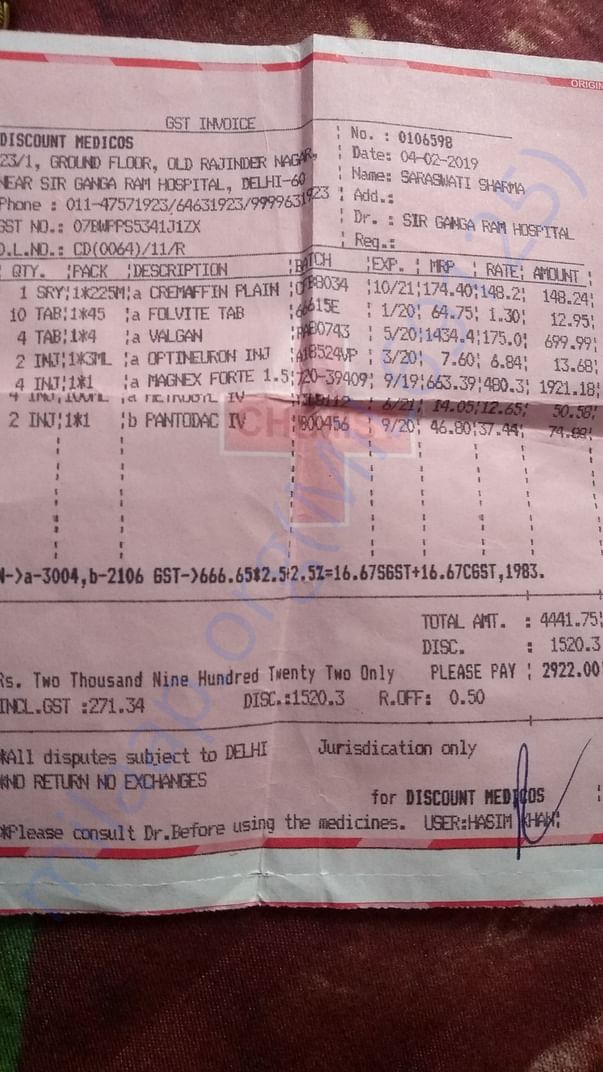 ORIGIN
GST INVOICE
DISCOUNT MEDICOS
23/1, GROUND FLOOR, OLD RAJINDER NAGAR,
NEAR SIR GANGA RAM HOSPITAL, DELHI-60
Phone : 011-47571923/64631923/9999631923
GST NO.: 07BWPPS5341J1ZX
D.L.NO.: CD(0064)/11/R
No. : 0106598
Date: 04-02-2019
Name: SARASWATI SHARMA
Add.:
Dr. : SIR GANGA RAM HOSPITAL
Reg.:
QTY. PACK DESCRIPTION BATCH EXP. MRP RATE AMOUNT
1 SRY 1*225M a CREMAFFIN PLAIN 10/21 174.40 148.2 148.24
10 TAB 1*45 a FOLVITE TAB 66615E 1/20 64.75 1.30 12.95
4 TAB 1*4 a VALGAN 5/20 1434.4 175.0 699.99
2 INJ 1*3ML a OPTINEURON INJ A18524VP 3/20 7.60 6.84 13.68
4 INJ 1*1 a MAGNEX FORTE 1.5 720-39409 9/19 663.39 480.3 1921.18
4 INJ a IV 6/21 14.05 12.65 50.58
2 INJ 1*1 b PANTODAC IV 9/20 46.80 37.44
CHEMIST
N->a-3004,b-2106 GST->666.65*2.5+2.5%=16.67SGST+16.67CGST,1983.
TOTAL AMT. : 4441.75
DISC. : 1520.3
Rs. Two Thousand Nine Hundred Twenty Two Only PLEASE PAY : 2922.00
INCL.GST :271.34 DISC.:1520.3 R.OFF: 0.50
*All disputes subject to DELHI Jurisdication only
*NO RETURN NO EXCHANGES
for DISCOUNT MEDICOS
*Please consult Dr.Before using the medicines. USER:HASIM KHAN